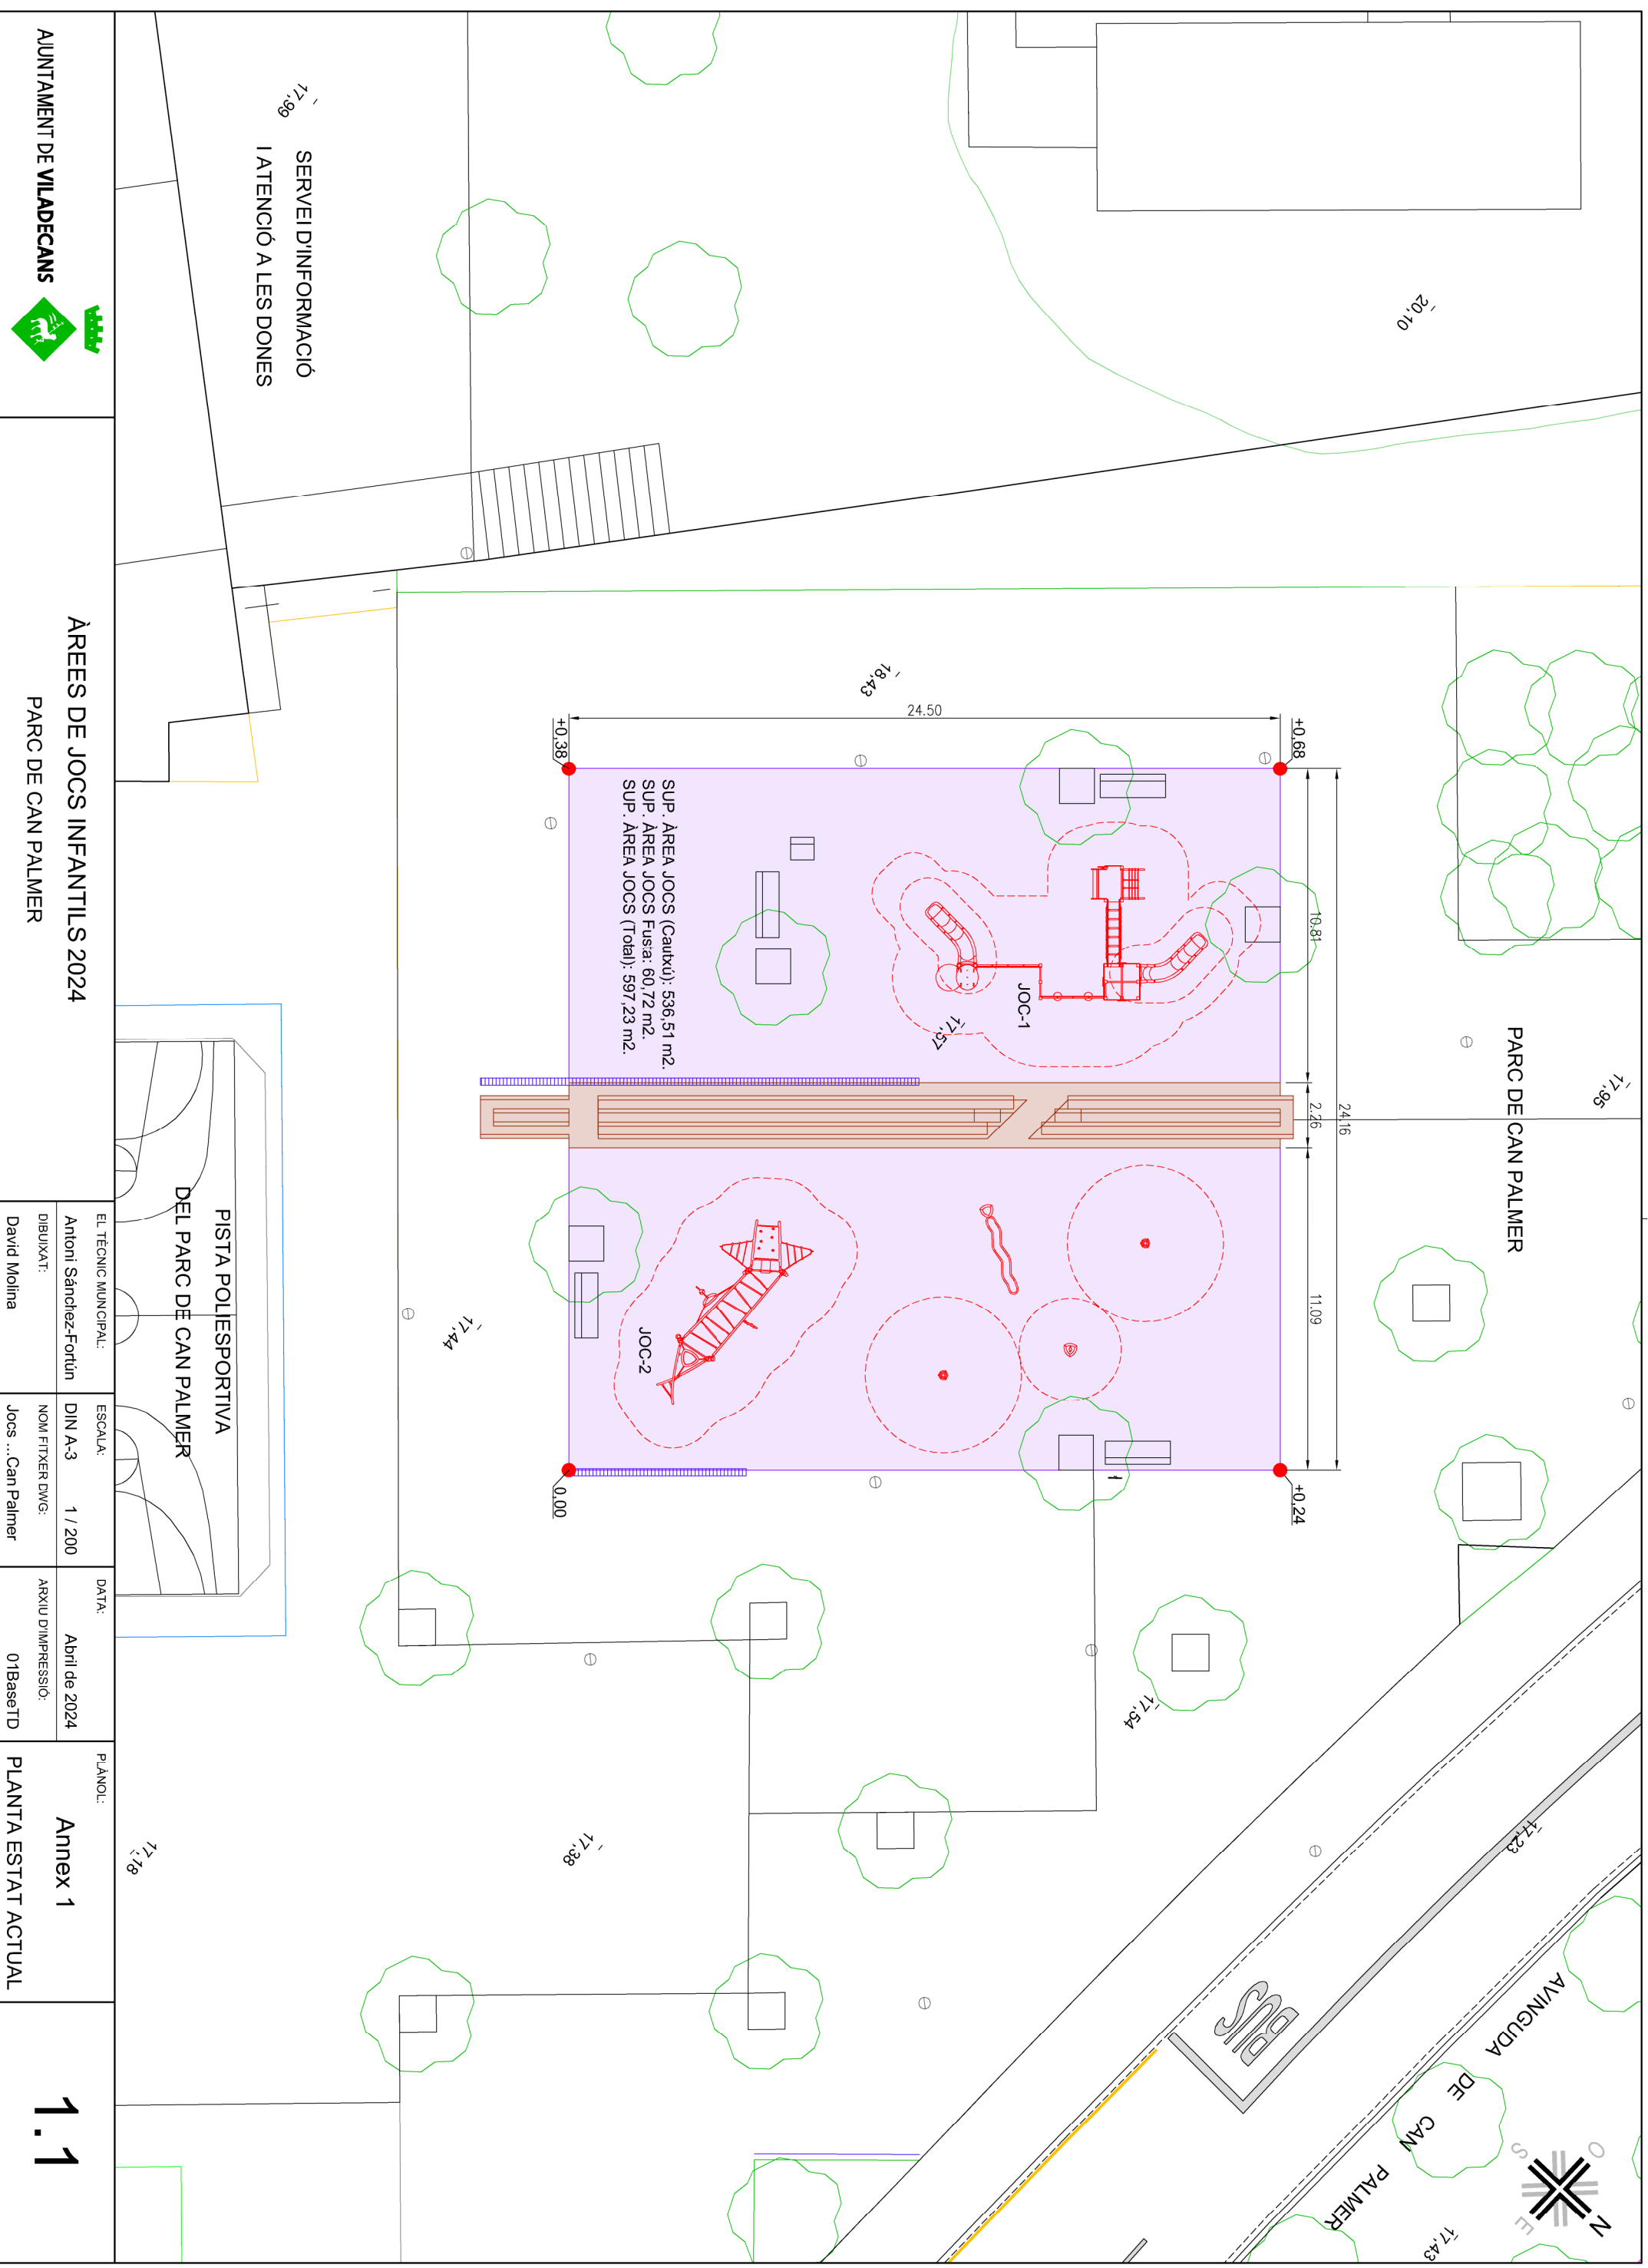 17,99
SERVEI D'INFORMACIÓ
I ATENCIÓ A LES DONES
20,10
PARC DE CAN PALMER
17,95
18,43
24.50
+0,38
+0,68
10.81
2.26
24.16
11.09
SUP. ÀREA JOCS (Cautxú): 536,51 m2.
SUP. ÀREA JOCS Fusta: 60,72 m2.
SUP. ÀREA JOCS (Total): 597,23 m2.
JOC-1
17,57
JOC-2
0,00
+0,24
17,44
17,54
17,38
17,18
17,23
17,43
PISTA POLIESPORTIVA
DEL PARC DE CAN PALMER
BUS
AVINGUDA DE CAN PALMER
N
S
E
O
AJUNTAMENT DE VILADECANS
ÀREES DE JOCS INFANTILS 2024
PARC DE CAN PALMER
EL TÈCNIC MUNCIPAL:
Antoni Sánchez-Fortún
DIBUIXAT:
David Molina
ESCALA:
DIN A-3 1 / 200
NOM FITXER DWG:
Jocs ...Can Palmer
DATA:
Abril de 2024
ARXIU D'IMPRESSIÓ:
01BaseTD
PLÀNOL:
Annex 1
PLANTA ESTAT ACTUAL
1.1